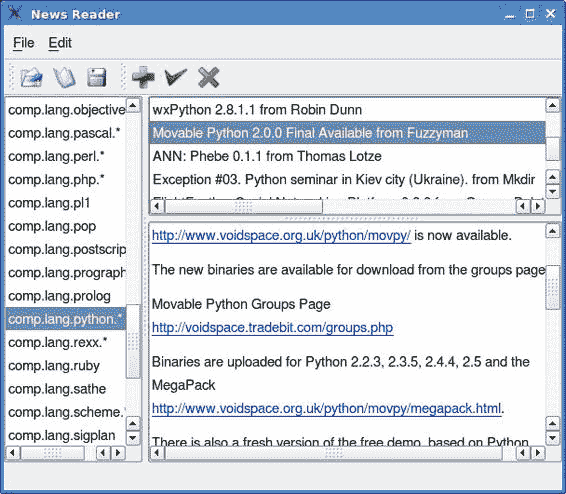 News Reader
File Edit
comp.lang.objective
comp.lang.pascal.*
comp.lang.perl.*
comp.lang.php.*
comp.lang.pl1
comp.lang.pop
comp.lang.postscrip
comp.lang.prograph
comp.lang.prolog
comp.lang.python.*
comp.lang.rexx.*
comp.lang.ruby
comp.lang.sathe
comp.lang.scheme.
comp.lang.sigplan
wxPython 2.8.1.1 from Robin Dunn
Movable Python 2.0.0 Final Available from Fuzzyman
ANN: Phebe 0.1.1 from Thomas Lotze
Exception #03. Python seminar in Kiev city (Ukraine). from Mkdir
http://www.voidspace.org.uk/python/movpy/ is now available.
The new binaries are available for download from the groups page
Movable Python Groups Page
http://voidspace.tradebit.com/groups.php
Binaries are uploaded for Python 2.2.3, 2.3.5, 2.4.4, 2.5 and the
MegaPack
http://www.voidspace.org.uk/python/movpy/megapack.html.
There is also a fresh version of the free demo, based on Python